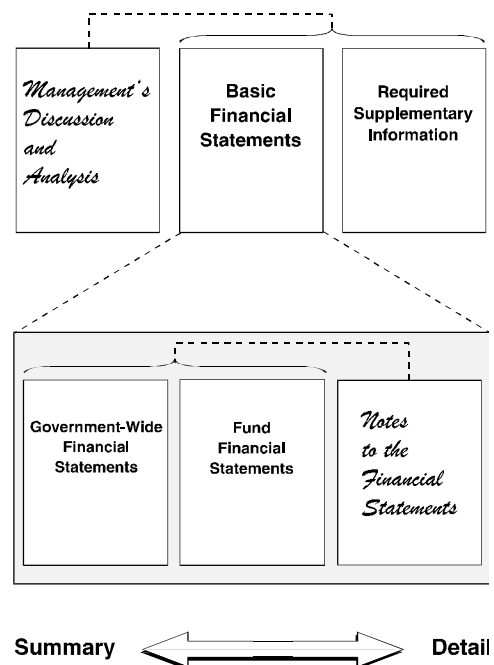 Management's
Discussion
and
Analysis
Basic
Financial
Statements
Required
Supplementary
Information
Government-Wide
Financial
Statements
Fund
Financial
Statements
Notes
to the
Financial
Statements
Summary
Detail